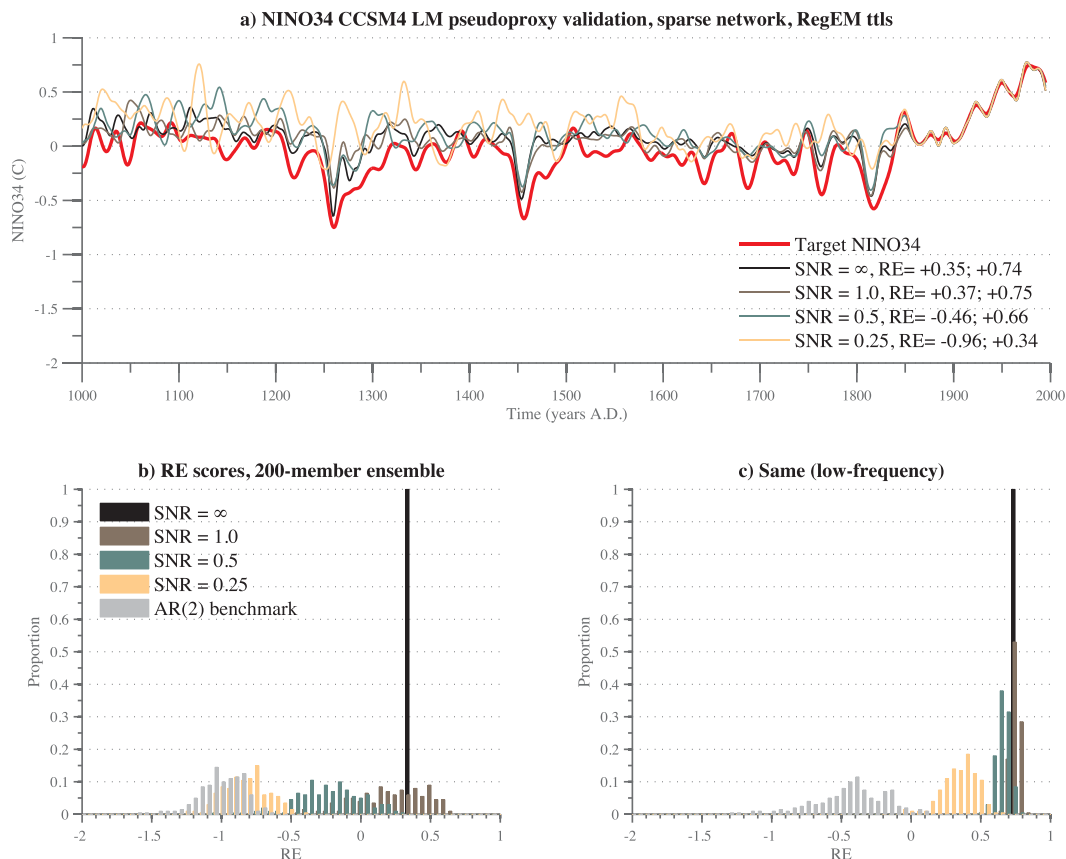 a) NINO34 CCSM4 LM pseudoproxy validation, sparse network, RegEM ttls
NINO34 (C)
1
0.5
0
-0.5
-1
-1.5
-2
Target NINO34
SNR = ∞, RE= +0.35; +0.74
SNR = 1.0, RE= +0.37; +0.75
SNR = 0.5, RE= -0.46; +0.66
SNR = 0.25, RE= -0.96; +0.34
1000 1100 1200 1300 1400 1500 1600 1700 1800 1900 2000
Time (years A.D.)
b) RE scores, 200-member ensemble
Proportion
1
0.9
0.8
0.7
0.6
0.5
0.4
0.3
0.2
0.1
0
SNR = ∞
SNR = 1.0
SNR = 0.5
SNR = 0.25
AR(2) benchmark
-2 -1.5 -1 -0.5 0 0.5 1
RE
c) Same (low-frequency)
Proportion
1
0.9
0.8
0.7
0.6
0.5
0.4
0.3
0.2
0.1
0
-2 -1.5 -1 -0.5 0 0.5 1
RE